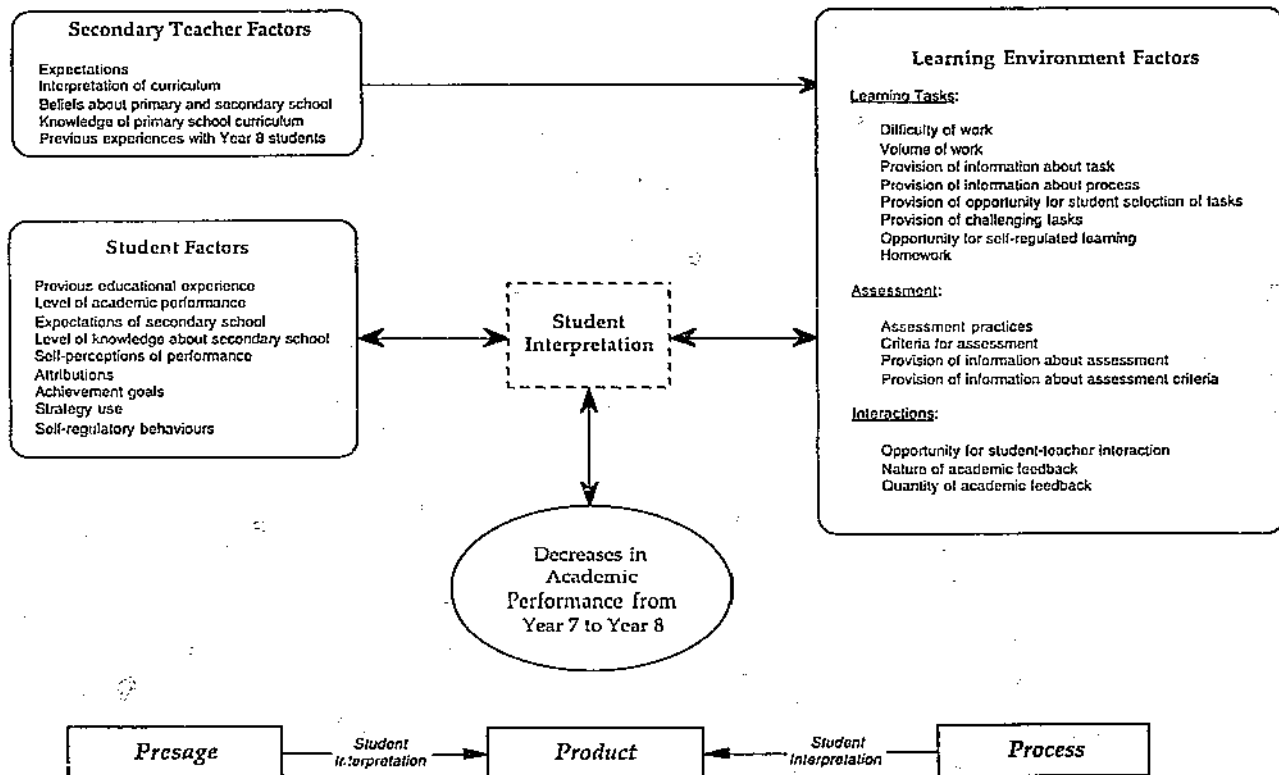 Secondary Teacher Factors
Expectations
Interpretation of curriculum
Beliefs about primary and secondary school
Knowledge of primary school curriculum
Previous experiences with Year 8 students
Student Factors
Previous educational experience
Level of academic performance
Expectations of secondary school
Level of knowledge about secondary school
Self-perceptions of performance
Attributions
Achievement goals
Strategy use
Self-regulatory behaviours
Student
Interpretation
Decreases in
Academic
Performance from
Year 7 to Year 8
Learning Environment Factors
Learning Tasks:
Difficulty of work
Volume of work
Provision of information about task
Provision of information about process
Provision of opportunity for student selection of tasks
Provision of challenging tasks
Opportunity for self-regulated learning
Homework
Assessment:
Assessment practices
Criteria for assessment
Provision of information about assessment
Provision of information about assessment criteria
Interactions:
Opportunity for student-teacher interaction
Nature of academic feedback
Quantity of academic feedback
Presage
Student
Interpretation
Product
Student
Interpretation
Process